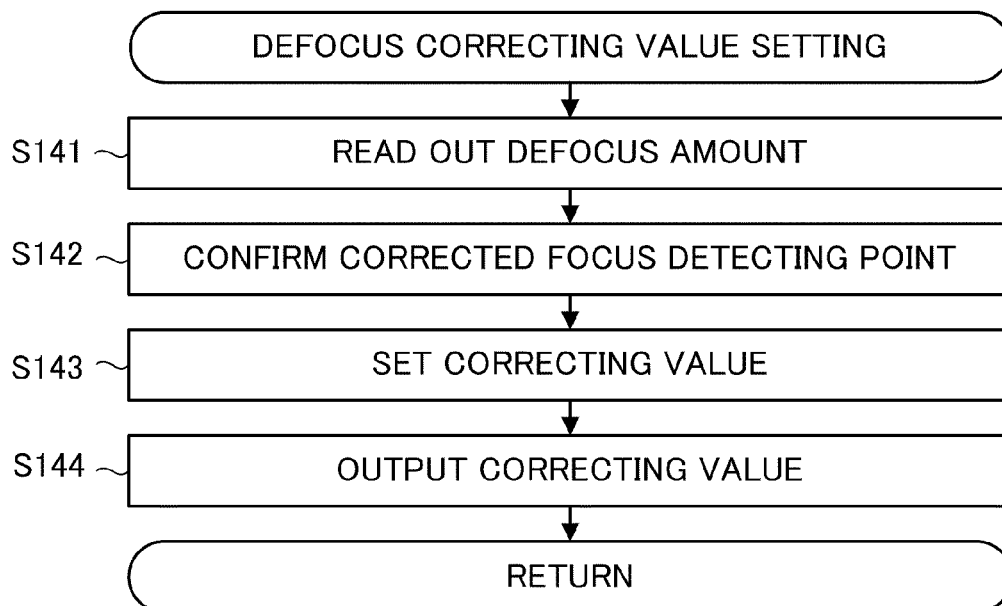 DEFOCUS CORRECTING VALUE SETTING
S141 READ OUT DEFOCUS AMOUNT
S142 CONFIRM CORRECTED FOCUS DETECTING POINT
S143 SET CORRECTING VALUE
S144 OUTPUT CORRECTING VALUE
RETURN